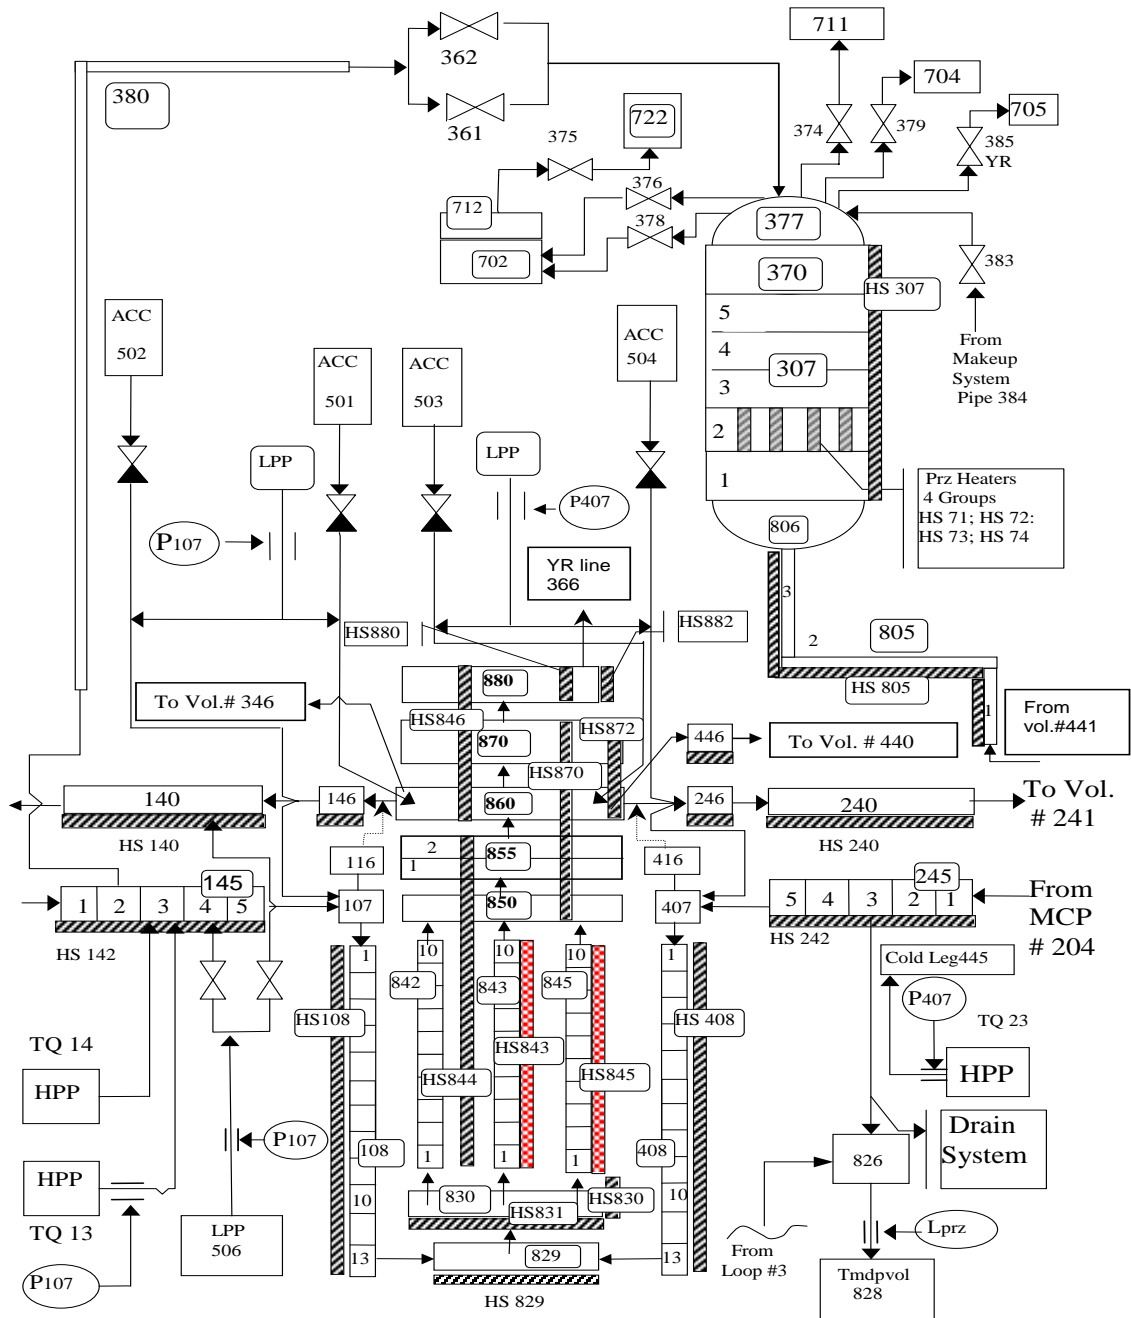 711
362
704
380
705
722
361
375
374
379
385
YR
376
712
377
378
702
383
370
HS 307
ACC
502
5
ACC
504
From
Makeup
System
Pipe 384
4
307
ACC
501
ACC
503
3
2
LPP
LPP
1
Prz Heaters
4 Groups
HS 71; HS 72:
HS 73; HS 74
P407
806
P107
YR line
366
3
HS880
HS882
2
805
880
HS 805
To Vol.# 346
1
From
vol.#441
HS846
HS872
870
446
To Vol. # 440
HS870
140
146
860
246
240
To Vol.
# 241
HS 140
HS 240
2
1
855
116
416
145
245
1
2
3
4
5
107
850
407
5
4
3
2
1
From
MCP
# 204
HS 142
HS 242
10
10
10
1
1
Cold Leg445
842
843
845
P407
HS108
HS 408
TQ 23
TQ 14
HS843
HPP
HPP
HS844
HS845
P107
108
408
Drain
System
1
1
1
826
HPP
10
830
HS830
10
HS831
TQ 13
LPP
506
Lprz
13
829
13
From
Loop #3
P107
Tmdpvol
828
HS 829